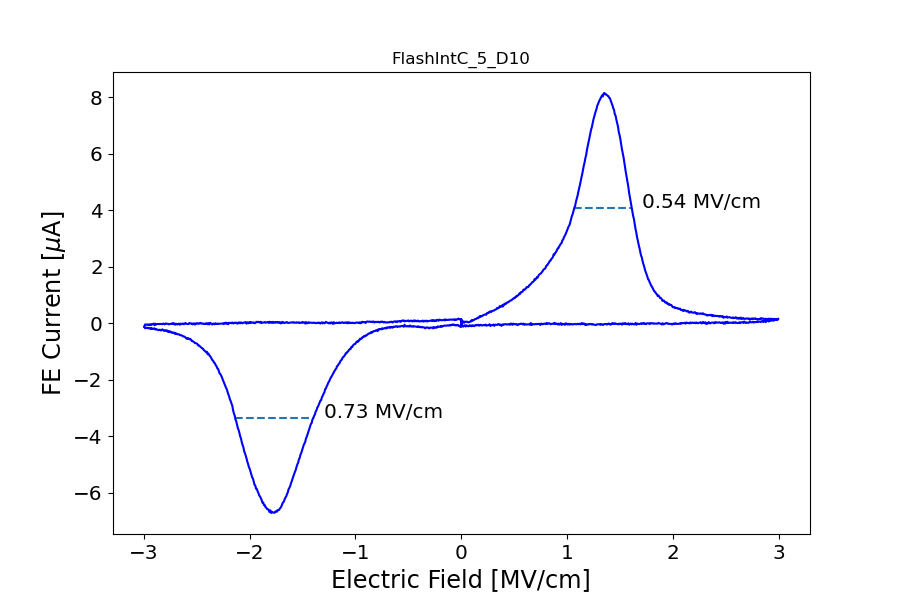 FlashIntC_5_D10
8
6
4
2
0
−2
−4
−6
FE Current [μA]
0.54 MV/cm
0.73 MV/cm
−3 −2 −1 0 1 2 3
Electric Field [MV/cm]